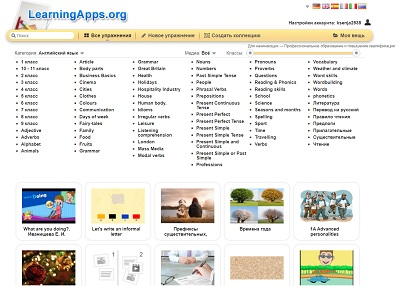 LearningApps.org
Настройки аккаунта: ksenja2938
Поиск
Все упражнения
Новое упражнение
Создать коллекцию
Мои вещь
Категория: Английский язык
Медиа: Все
Классы
1 класс
10 - 11 класс
2 класс
3 класс
4 класс
5 класс
6 класс
7 класс
8 класс
9 класс
Adjective
Adverbs
Alphabet
Animals
Article
Body parts
Business Basics
Cinema
Cities
Clothes
Colours
Communication
Days of week
Fairy-tales
Family
Food
Fruits
Grammar
Grammar
Great Britain
Health
Holidays
Hospitality Industry
House
Human body.
Idioms
Irregular verbs
Leisure
Listening comprehension
London
Mass Media
Modal verbs
Nouns
Numbers
Past Simple Tense
People
Phrasal Verbs
Prepositions
Present Continuous Tense
Present Perfect
Present Perfect Tense
Present Simple Tense
Present Simple and Continuous
Present Simple or Past Simple
Professions
Pronouns
Proverbs
Questions
Reading & Phonics
Reading skills
School
Science
Seasons and months
Spelling
Sport
Time
Travelling
Verbs
Vocabulary
Weather and climate
Word skills
Wordbuilding
Words
phonetics
Литература
Перевод на русский
Правило чтения
Предлоги
Прилагательные
Существительные
Чтение
What are you doing?. Иванищева Е. И.
Let's write an informal letter
Префиксы существительных,
Времена года
1A Advanced personalities